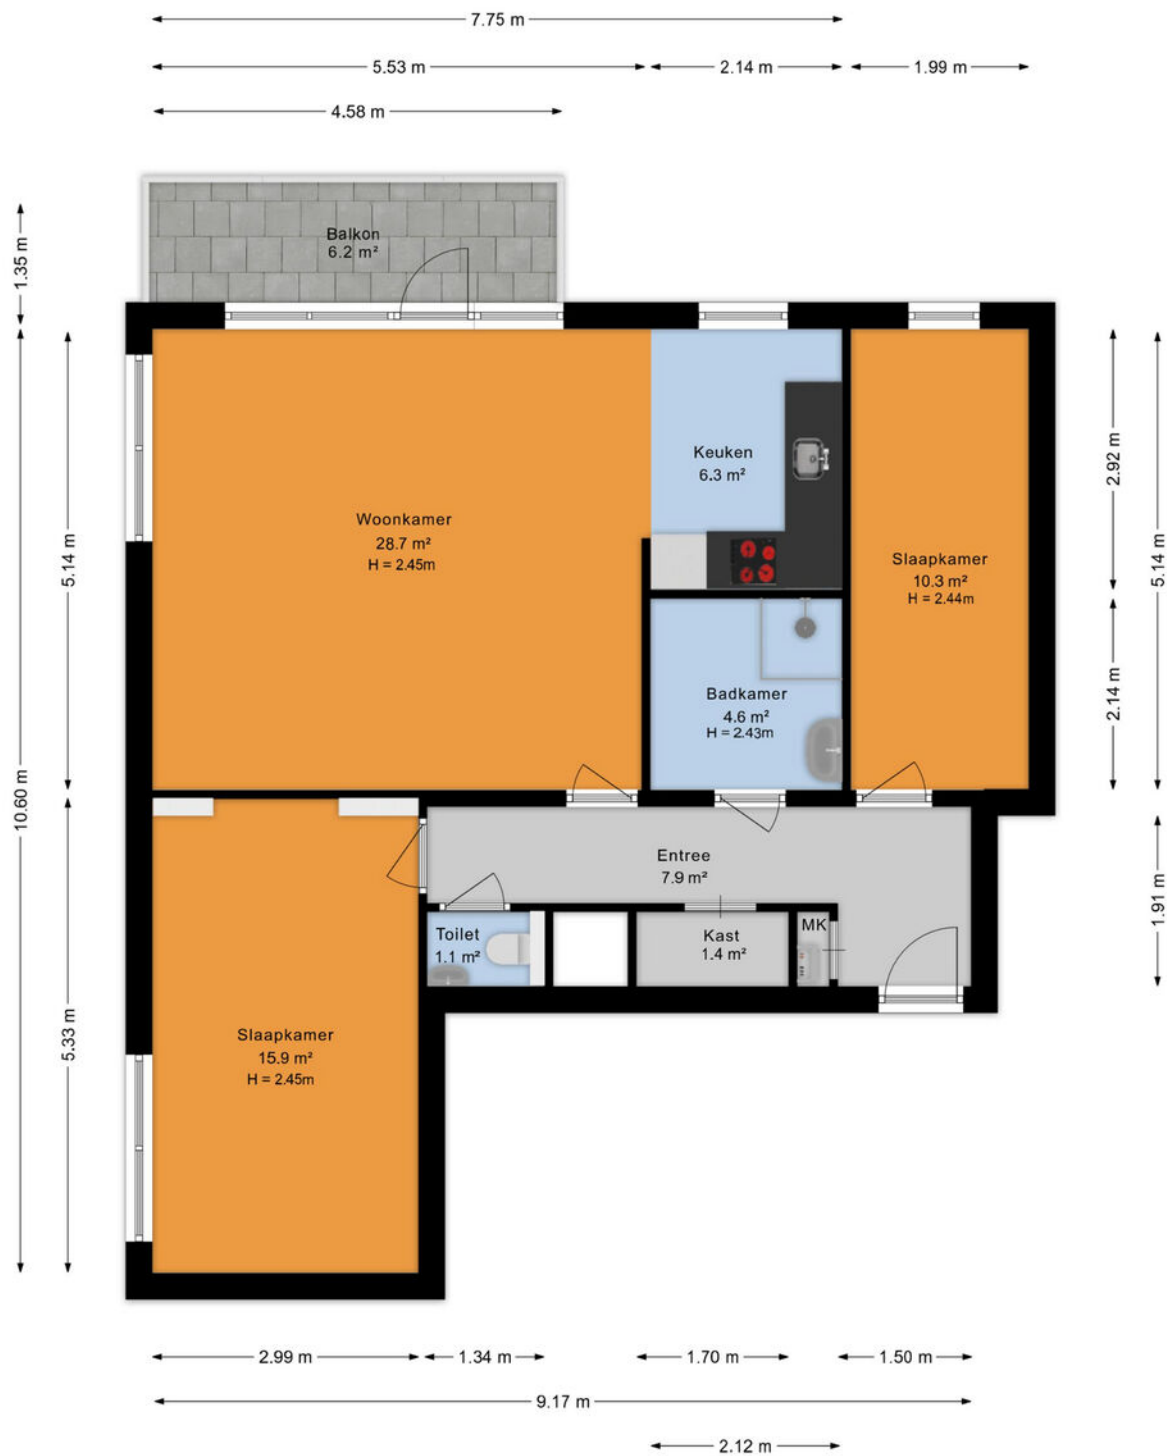 7.75 m
5.53 m
2.14 m
1.99 m
4.58 m
1.35 m
Balkon
6.2 m²
10.60 m
5.14 m
Woonkamer
28.7 m²
H = 2.45m
Keuken
6.3 m²
Slaapkamer
10.3 m²
H = 2.44m
2.92 m
5.14 m
Badkamer
4.6 m²
H = 2.43m
2.14 m
Entree
7.9 m²
1.91 m
Toilet
1.1 m²
Kast
1.4 m²
MK
5.33 m
Slaapkamer
15.9 m²
H = 2.45m
2.99 m
1.34 m
1.70 m
1.50 m
9.17 m
2.12 m